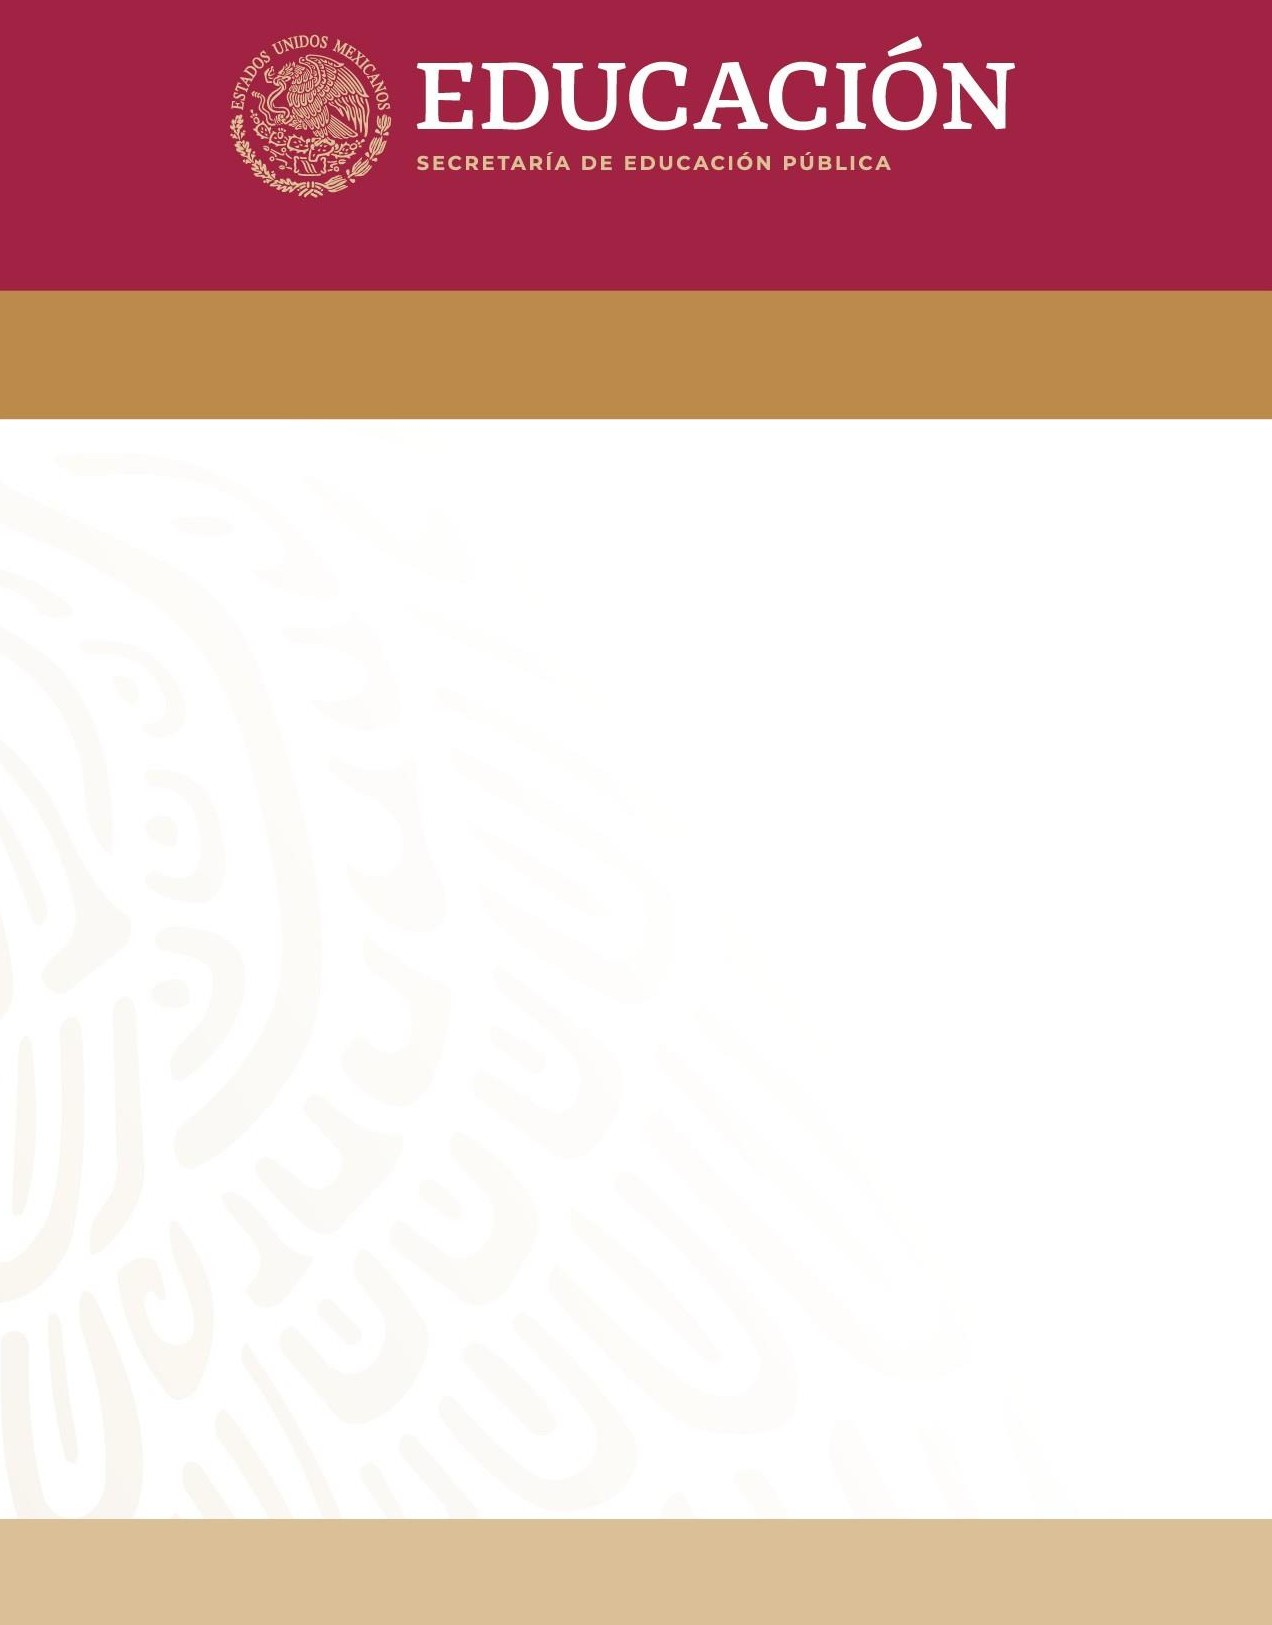 ESTADOS UNIDOS MEXICANOS
EDUCACIÓN
SECRETARÍA DE EDUCACIÓN PÚBLICA